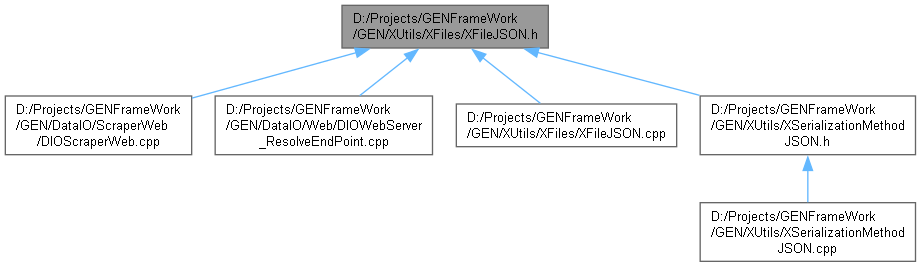 D:/Projects/GENFrameWork
/GEN/XUtils/XFiles/XFileJSON.h
D:/Projects/GENFrameWork
/GEN/DataIO/ScraperWeb
/DIOScraperWeb.cpp
D:/Projects/GENFrameWork
/GEN/DataIO/Web/DIOWebServer
_ResolveEndPoint.cpp
D:/Projects/GENFrameWork
/GEN/XUtils/XFiles/XFileJSON.cpp
D:/Projects/GENFrameWork
/GEN/XUtils/XSerializationMethod
JSON.h
D:/Projects/GENFrameWork
/GEN/XUtils/XSerializationMethod
JSON.cpp